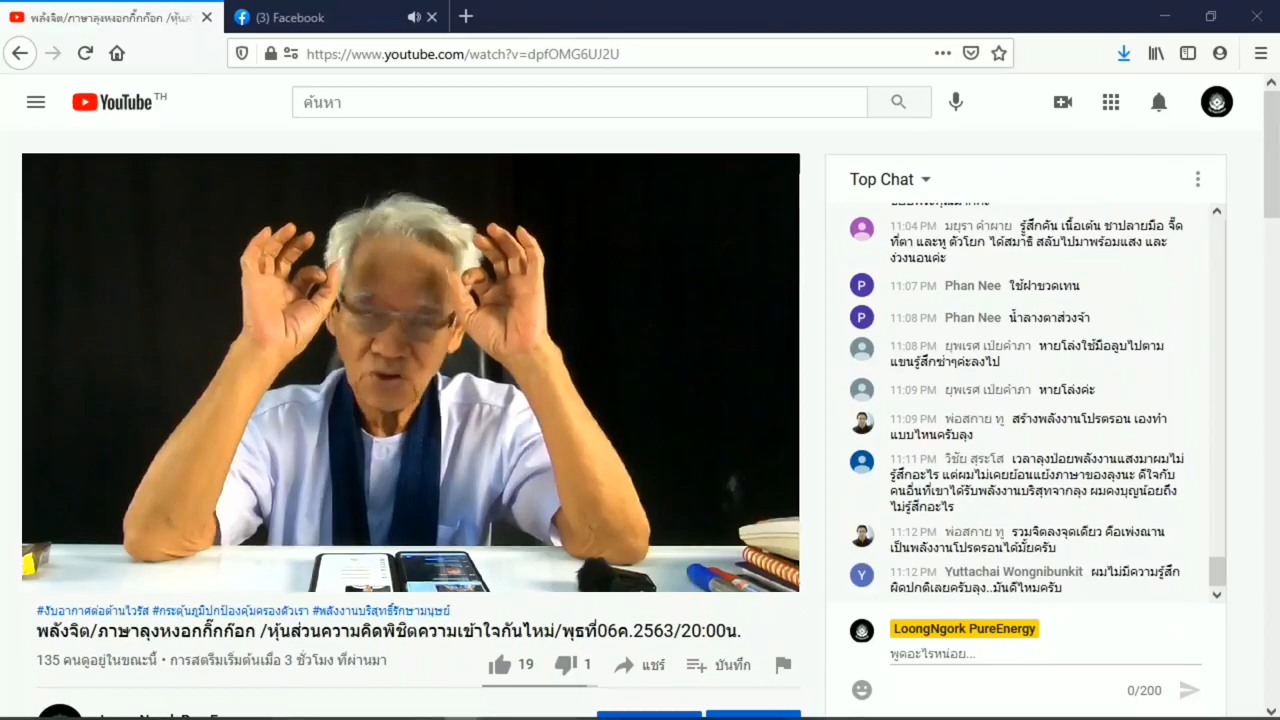 พลังจิต/ภาษาลุงหงอกกิ๊กก๊อก /หุ้นส
(3) Facebook
https://www.youtube.com/watch?v=dpfOMG6UJ2U
YouTube TH
ค้นหา
Top Chat
11:04 PM มยุรา คำผาย รู้สึกคัน เนื้อเต้น ชาปลายมือ จี๊ด
ที่ตา และหู ตัวโยก ได้สมาธิ สลับไปมาพร้อมแสง และ
ง่วงนอนค่ะ
P 11:07 PM Phan Nee ใช้ฝาขวดเทน
P 11:08 PM Phan Nee น้ำลางตาส่วงจ้า
11:08 PM ยุพเรศ เปียคำภา หายโล่งใช้มือลูบไปตาม
แขนรู้สึกซ่าๆค่ะลงไป
11:09 PM ยุพเรศ เปียคำภา หายโล่งค่ะ
11:09 PM พ่อสกาย ทู สร้างพลังงานโปรตรอน เองทำ
แบบไหนครับลุง
11:11 PM วิชัย สุระโส เวลาลุงปอยพลังงานแสงมาผมไม่
รู้สึกอะไร แต่ผมไม่เคยย้อนแย้งภาษาของลุงนะ ดีใจกับ
คนอื่นที่เขาได้รับพลังงานบริสุทจากลุง ผมคงบุญน้อยถึง
ไม่รู้สึกอะไร
11:12 PM พ่อสกาย ทู รวมจิตลงจุดเดียว คือเพ่งฌาน
เป็นพลังงานโปรตรอนได้มั้ยครับ
Y 11:12 PM Yuttachai Wongnibunkit ผมไม่มีความรู้สึก
ผิดปกติเลยครับลุง..มันดีไหมครับ
LoongNgork PureEnergy
พูดอะไรหน่อย...
0/200
#งับอากาศต่อต้านไวรัส #กระตุ้นภูมิปกป้องคุ้มครองตัวเรา #พลังงานบริสุทธิ์รักษามนุษย์
พลังจิต/ภาษาลุงหงอกกิ๊กก๊อก /หุ้นส่วนความคิดพิชิตความเข้าใจกันใหม่/พุธที่06ค.2563/20:00น.
135 คนดูอยู่ในขณะนี้ • การสตรีมเริ่มต้นเมื่อ 3 ชั่วโมง ที่ผ่านมา
19
1
แชร์
บันทึก